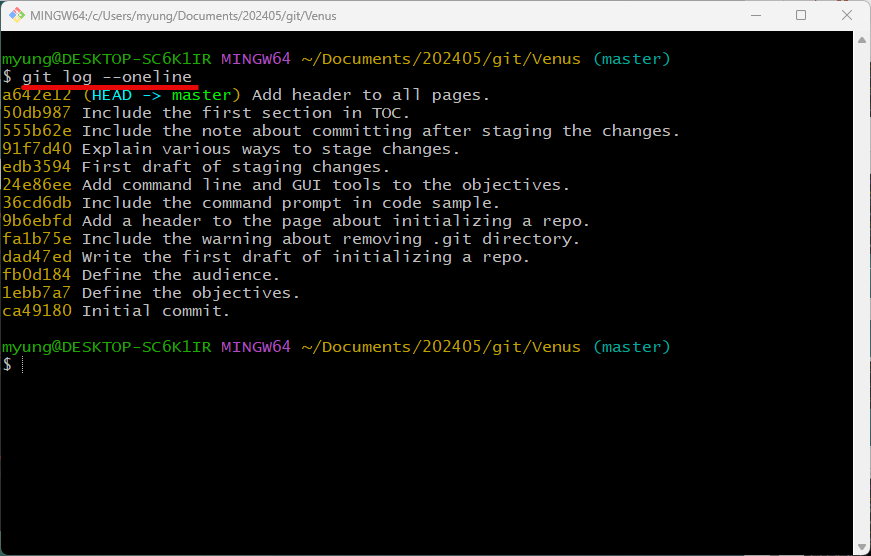 MINGW64:/c/Users/myung/Documents/202405/git/Venus
myung@DESKTOP-SC6K1IR MINGW64 ~/Documents/202405/git/Venus (master)
$ git log --oneline
a642e12 (HEAD -> master) Add header to all pages.
50db987 Include the first section in TOC.
555b62e Include the note about committing after staging the changes.
91f7d40 Explain various ways to stage changes.
edb3594 First draft of staging changes.
24e86ee Add command line and GUI tools to the objectives.
36cd6db Include the command prompt in code sample.
9b6ebfd Add a header to the page about initializing a repo.
fa1b75e Include the warning about removing .git directory.
dad47ed Write the first draft of initializing a repo.
fb0d184 Define the audience.
1ebb7a7 Define the objectives.
ca49180 Initial commit.
myung@DESKTOP-SC6K1IR MINGW64 ~/Documents/202405/git/Venus (master)
$